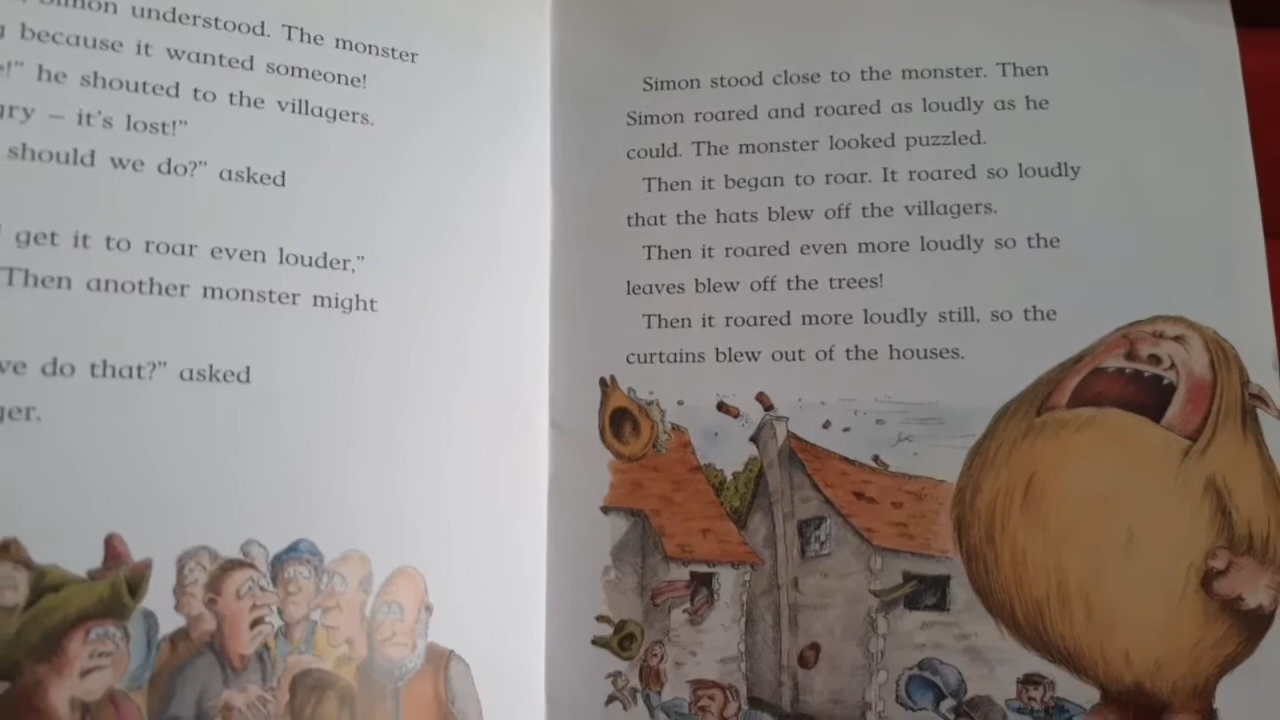 Simon understood. The monster
because it wanted someone!
he shouted to the villagers.
– it's lost!"
should we do?" asked
get it to roar even louder,"
Then another monster might
do that?" asked
Simon stood close to the monster. Then
Simon roared and roared as loudly as he
could. The monster looked puzzled.
Then it began to roar. It roared so loudly
that the hats blew off the villagers.
Then it roared even more loudly so the
leaves blew off the trees!
Then it roared more loudly still, so the
curtains blew out of the houses.